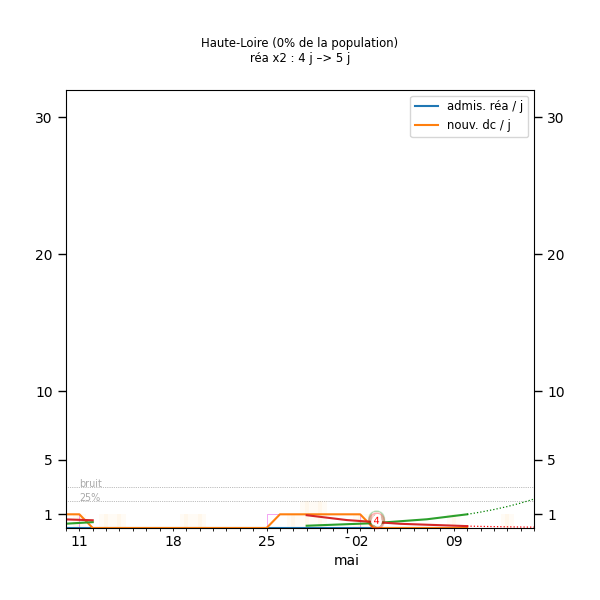 Haute-Loire (0% de la population)
réa x2 : 4 j –> 5 j
admis. réa / j
nouv. dc / j
30 30
20 20
10 10
5 5
bruit
25%
1 4 1
11 18 25 02 09
mai